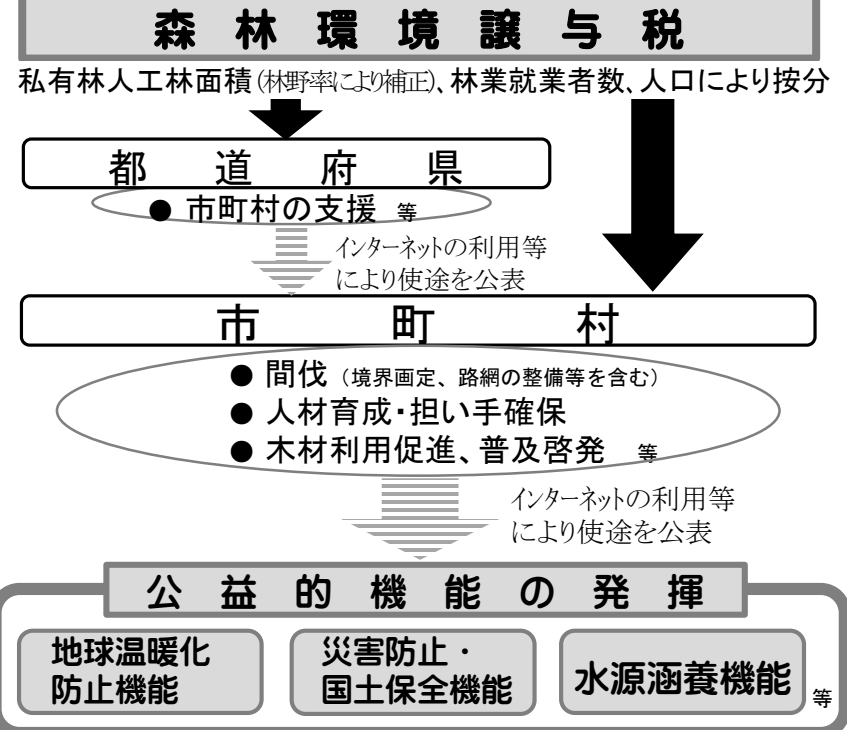 森林環境譲与税
私有林人工林面積(林野率により補正)、林業就業者数、人口により按分
都道府県
● 市町村の支援 等
インターネットの利用等
により使途を公表
市町村
● 間伐（境界画定、路網の整備等を含む）
● 人材育成・担い手確保
● 木材利用促進、普及啓発 等
インターネットの利用等
により使途を公表
公益的機能の発揮
地球温暖化
防止機能
災害防止・
国土保全機能
水源涵養機能
等